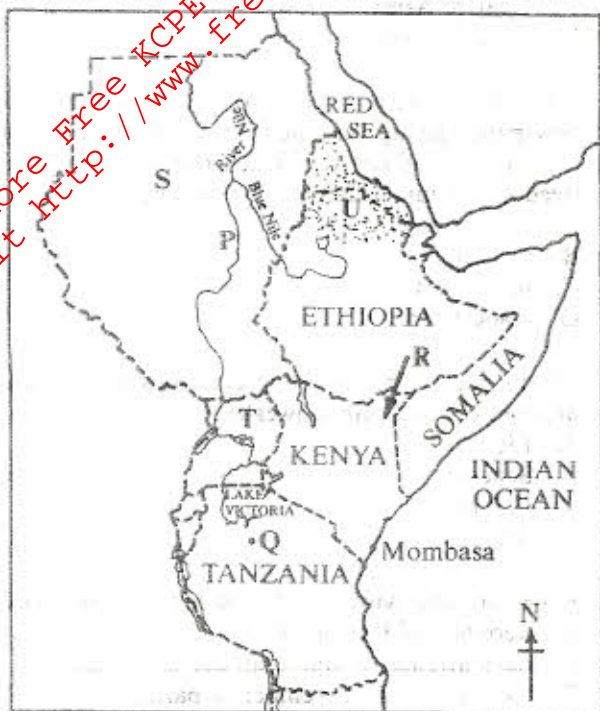 ore Free KCPE
it http://www.fre
RED
SEA
Nile
River
S
Blue Nile
U
P
ETHIOPIA
R
SOMALIA
T
KENYA
INDIAN
OCEAN
LAKE
VICTORIA
Q
Mombasa
TANZANIA
N